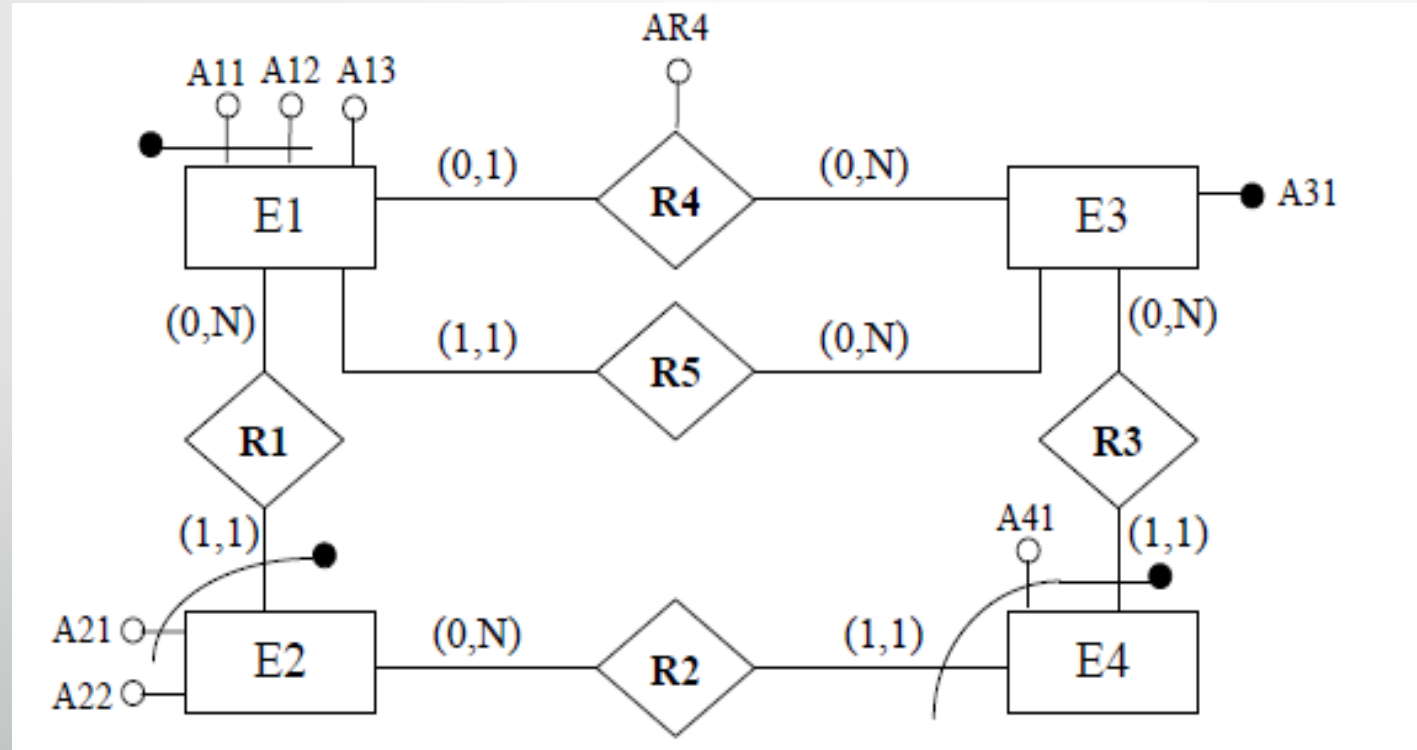 AR4
A11 A12 A13
(0,1) (0,N)
E1 R4 E3 A31
(0,N) (1,1) (0,N) (0,N)
R5
R1 R3
(1,1) A41 (1,1)
A21 (0,N) (1,1)
E2 R2 E4
A22